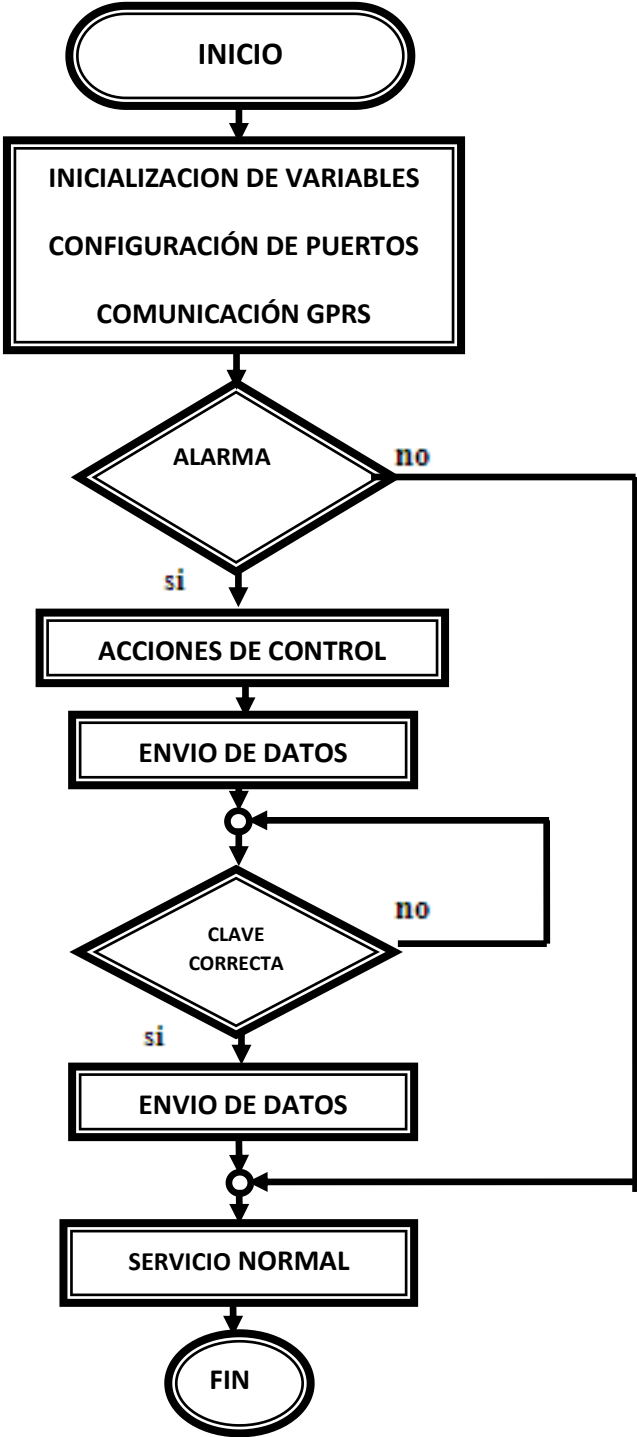 INICIO
INICIALIZACION DE VARIABLES
CONFIGURACIÓN DE PUERTOS
COMUNICACIÓN GPRS
ALARMA
no
si
ACCIONES DE CONTROL
ENVIO DE DATOS
CLAVE
CORRECTA
no
si
ENVIO DE DATOS
SERVICIO NORMAL
FIN